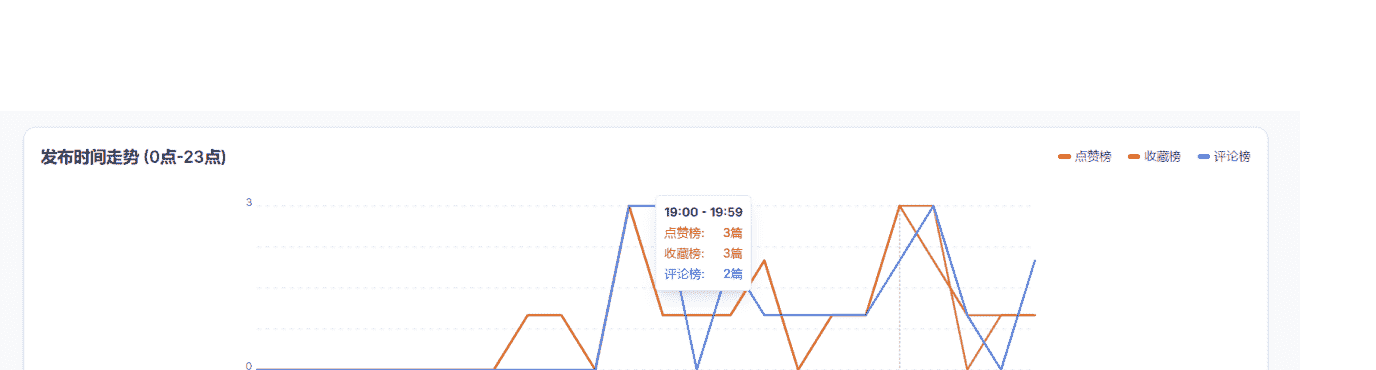 发布时间走势 (0点-23点)
点赞榜 收藏榜 评论榜
3
19:00 - 19:59
点赞榜: 3篇
收藏榜: 3篇
评论榜: 2篇
0